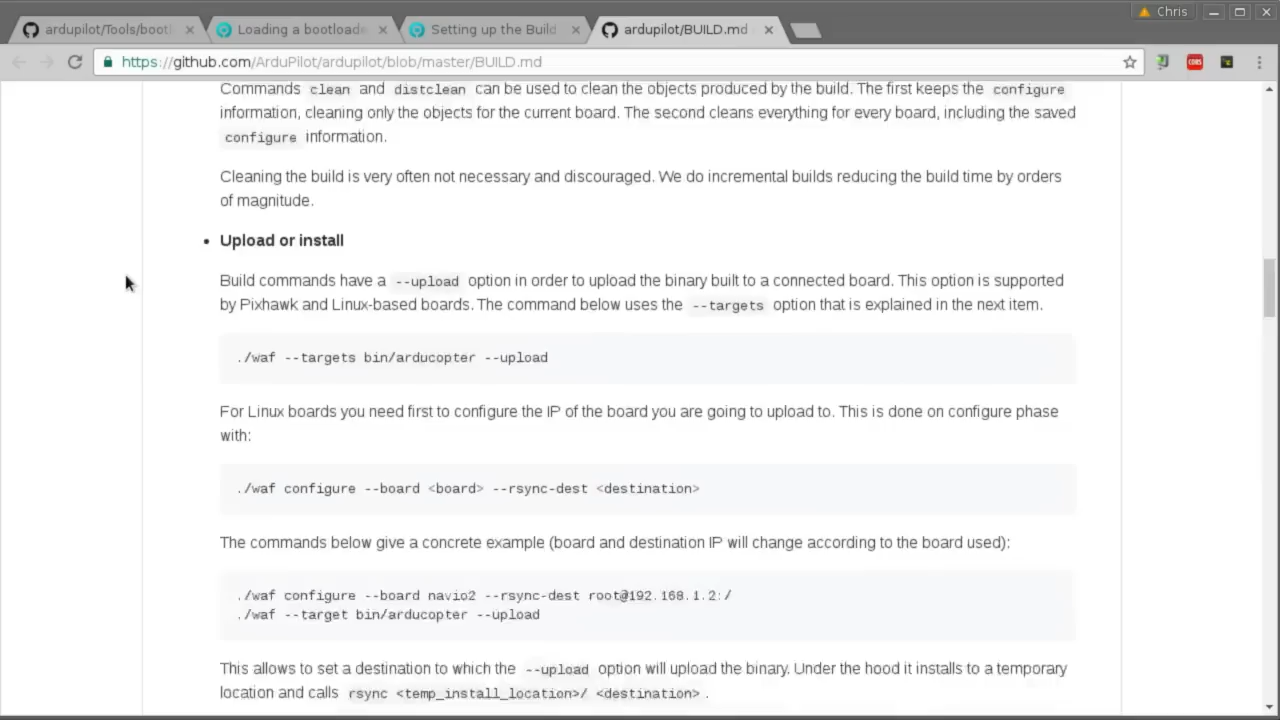 Chris
ardupilot/Tools/boot
Loading a bootloade
Setting up the Build
ardupilot/BUILD.md
https://github.com/ArduPilot/ardupilot/blob/master/BUILD.md
CORS
Commands clean and distclean can be used to clean the objects produced by the build. The first keeps the configure
information, cleaning only the objects for the current board. The second cleans everything for every board, including the saved
configure information.
Cleaning the build is very often not necessary and discouraged. We do incremental builds reducing the build time by orders
of magnitude.
• Upload or install
Build commands have a --upload option in order to upload the binary built to a connected board. This option is supported
by Pixhawk and Linux-based boards. The command below uses the --targets option that is explained in the next item.
./waf --targets bin/arducopter --upload
For Linux boards you need first to configure the IP of the board you are going to upload to. This is done on configure phase
with:
./waf configure --board <board> --rsync-dest <destination>
The commands below give a concrete example (board and destination IP will change according to the board used):
./waf configure --board navio2 --rsync-dest root@192.168.1.2:/
./waf --target bin/arducopter --upload
This allows to set a destination to which the --upload option will upload the binary. Under the hood it installs to a temporary
location and calls rsync <temp_install_location>/ <destination> .